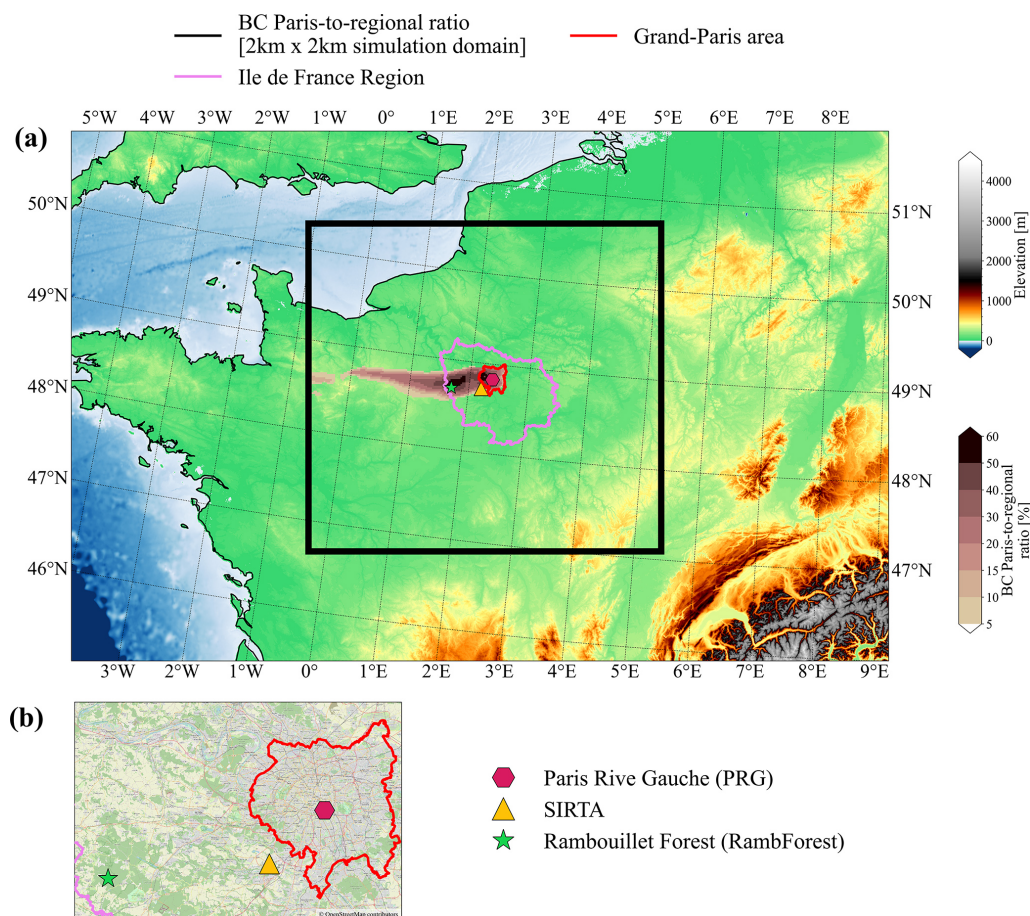 BC Paris-to-regional ratio
[2km x 2km simulation domain]
Grand-Paris area
Ile de France Region
(a)
5°W 4°W 3°W 2°W 1°W 0° 1°E 2°E 3°E 4°E 5°E 6°E 7°E 8°E
50°N
49°N
48°N
47°N
46°N
51°N
50°N
49°N
48°N
47°N
3°W 2°W 1°W 0° 1°E 2°E 3°E 4°E 5°E 6°E 7°E 8°E 9°E
4000
3000
2000
1000
0
Elevation [m]
60
50
40
30
20
15
10
5
BC Paris-to-regional
ratio [%]
(b)
© OpenStreetMap contributors
Paris Rive Gauche (PRG)
SIRTA
Rambouillet Forest (RambForest)